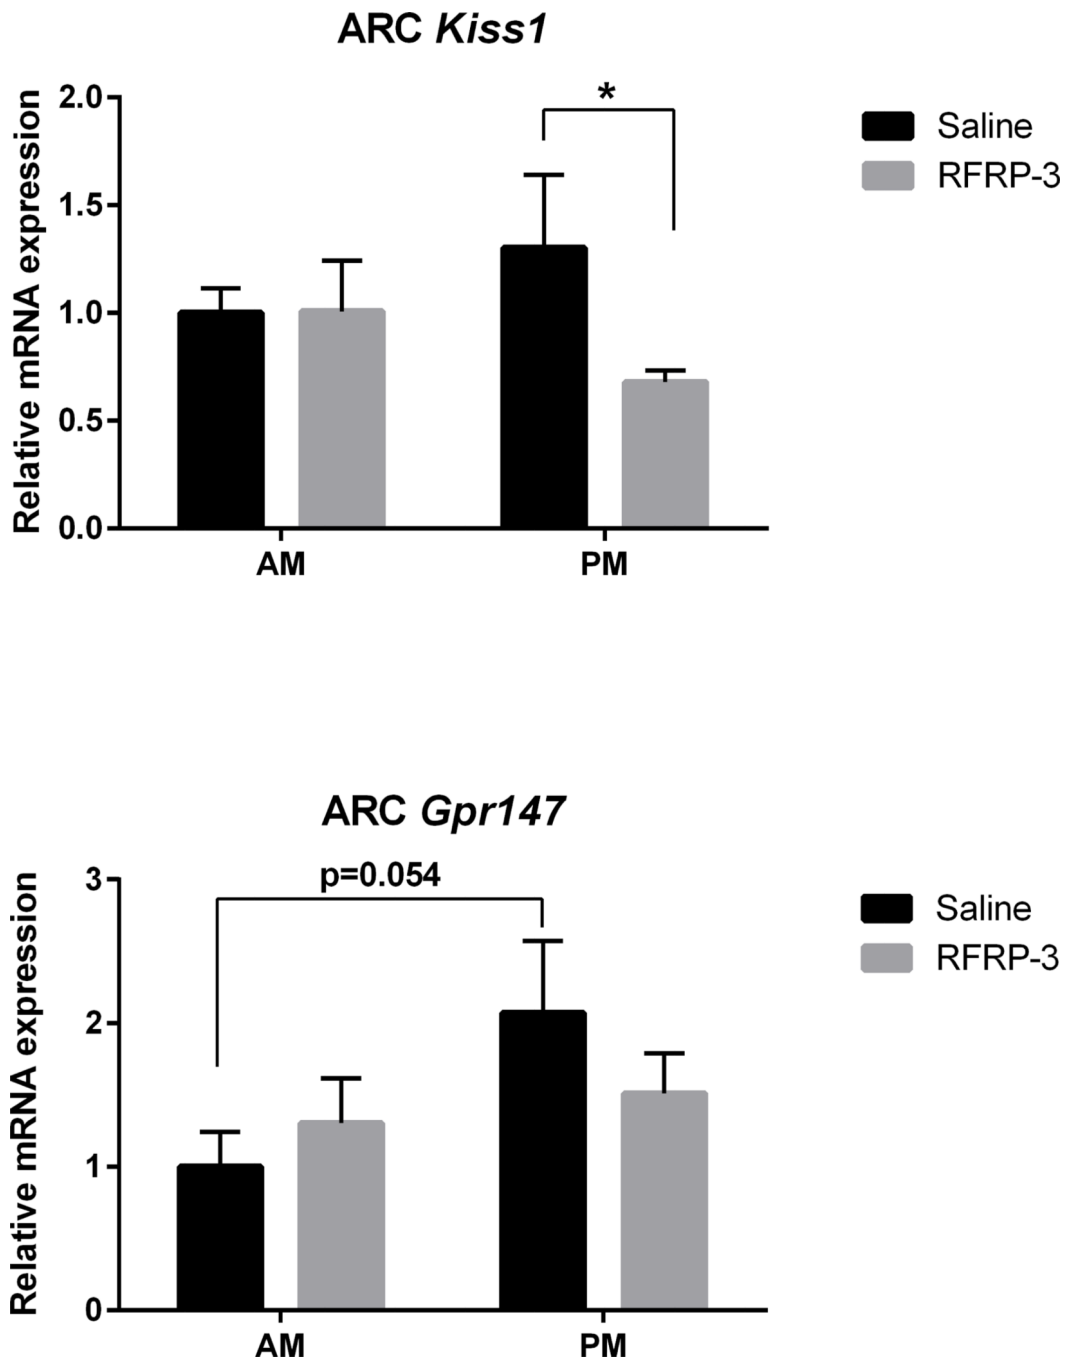 ARC Kiss1
Relative mRNA expression
2.0
1.5
1.0
0.5
0.0
*
AM
PM
Saline
RFRP-3
ARC Gpr147
Relative mRNA expression
3
2
1
0
p=0.054
AM
PM
Saline
RFRP-3